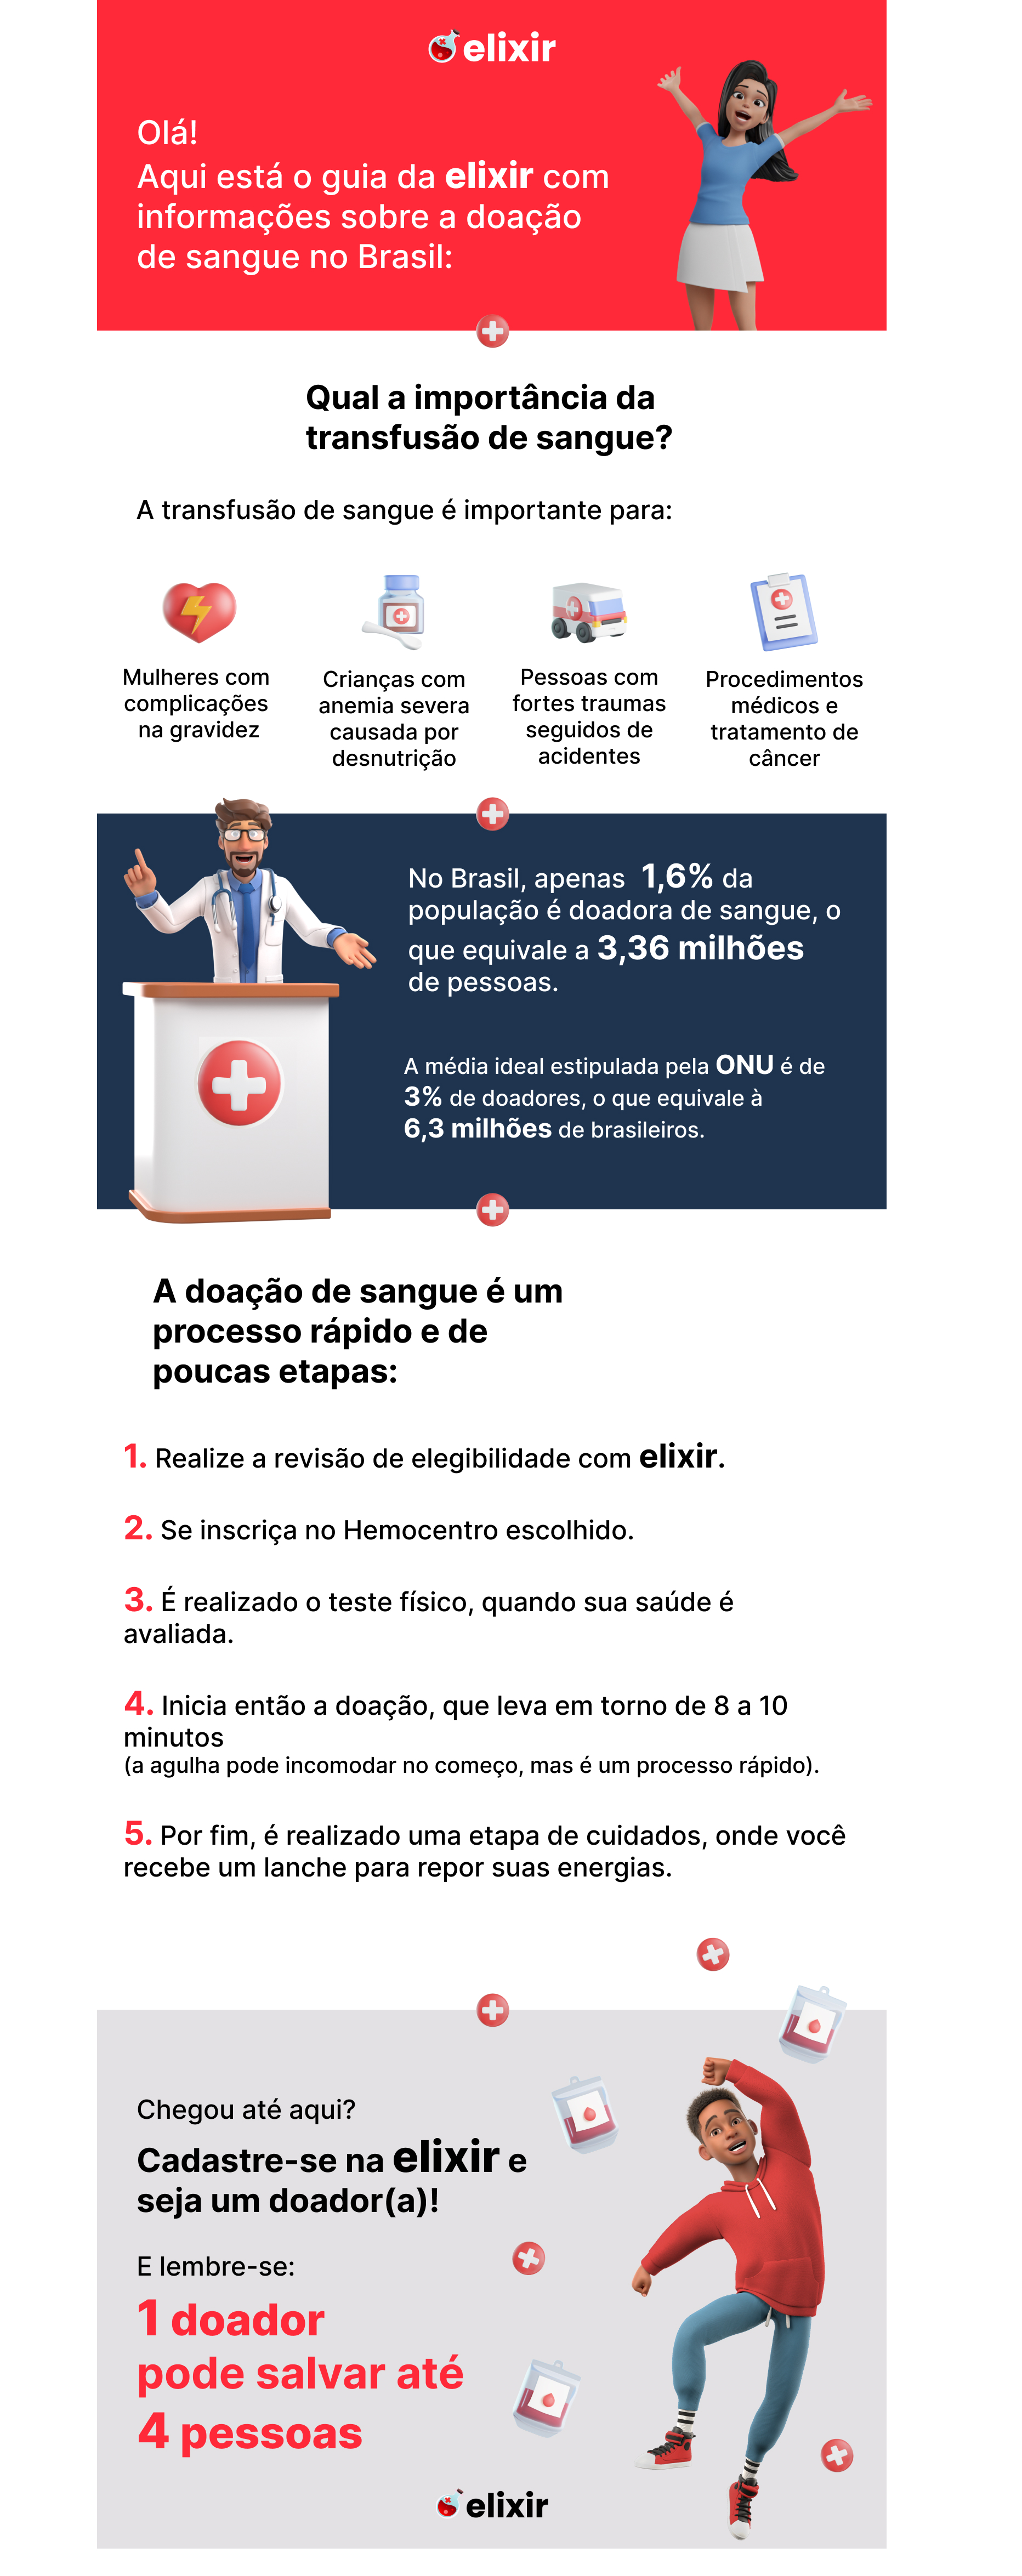 elixir
Olá!
Aqui está o guia da elixir com
informações sobre a doação
de sangue no Brasil:
Qual a importância da
transfusão de sangue?
A transfusão de sangue é importante para:
Mulheres com
complicações
na gravidez
Crianças com
anemia severa
causada por
desnutrição
Pessoas com
fortes traumas
seguidos de
acidentes
Procedimentos
médicos e
tratamento de
câncer
No Brasil, apenas 1,6% da
população é doadora de sangue, o
que equivale a 3,36 milhões
de pessoas.
A média ideal estipulada pela ONU é de
3% de doadores, o que equivale à
6,3 milhões de brasileiros.
A doação de sangue é um
processo rápido e de
poucas etapas:
1. Realize a revisão de elegibilidade com elixir.
2. Se inscriça no Hemocentro escolhido.
3. É realizado o teste físico, quando sua saúde é
avaliada.
4. Inicia então a doação, que leva em torno de 8 a 10
minutos
(a agulha pode incomodar no começo, mas é um processo rápido).
5. Por fim, é realizado uma etapa de cuidados, onde você
recebe um lanche para repor suas energias.
Chegou até aqui?
Cadastre-se na elixir e
seja um doador(a)!
E lembre-se:
1 doador
pode salvar até
4 pessoas
elixir